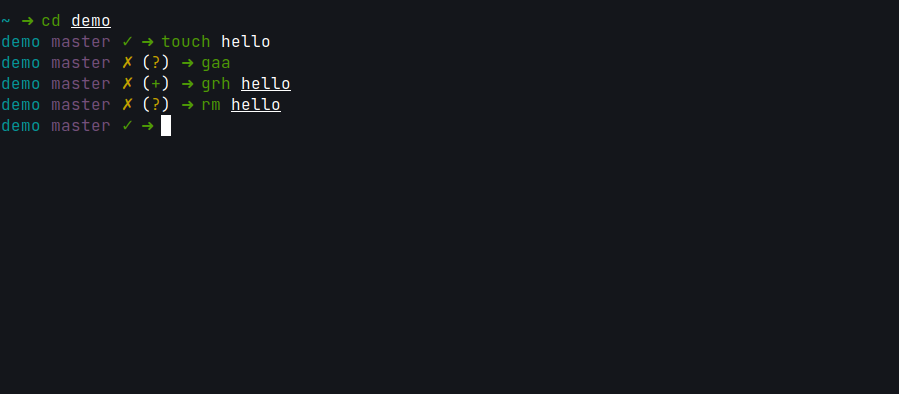 ~ ➜ cd demo
demo master ✓ ➜ touch hello
demo master ✗ (?) ➜ gaa
demo master ✗ (+) ➜ grh hello
demo master ✗ (?) ➜ rm hello
demo master ✓ ➜